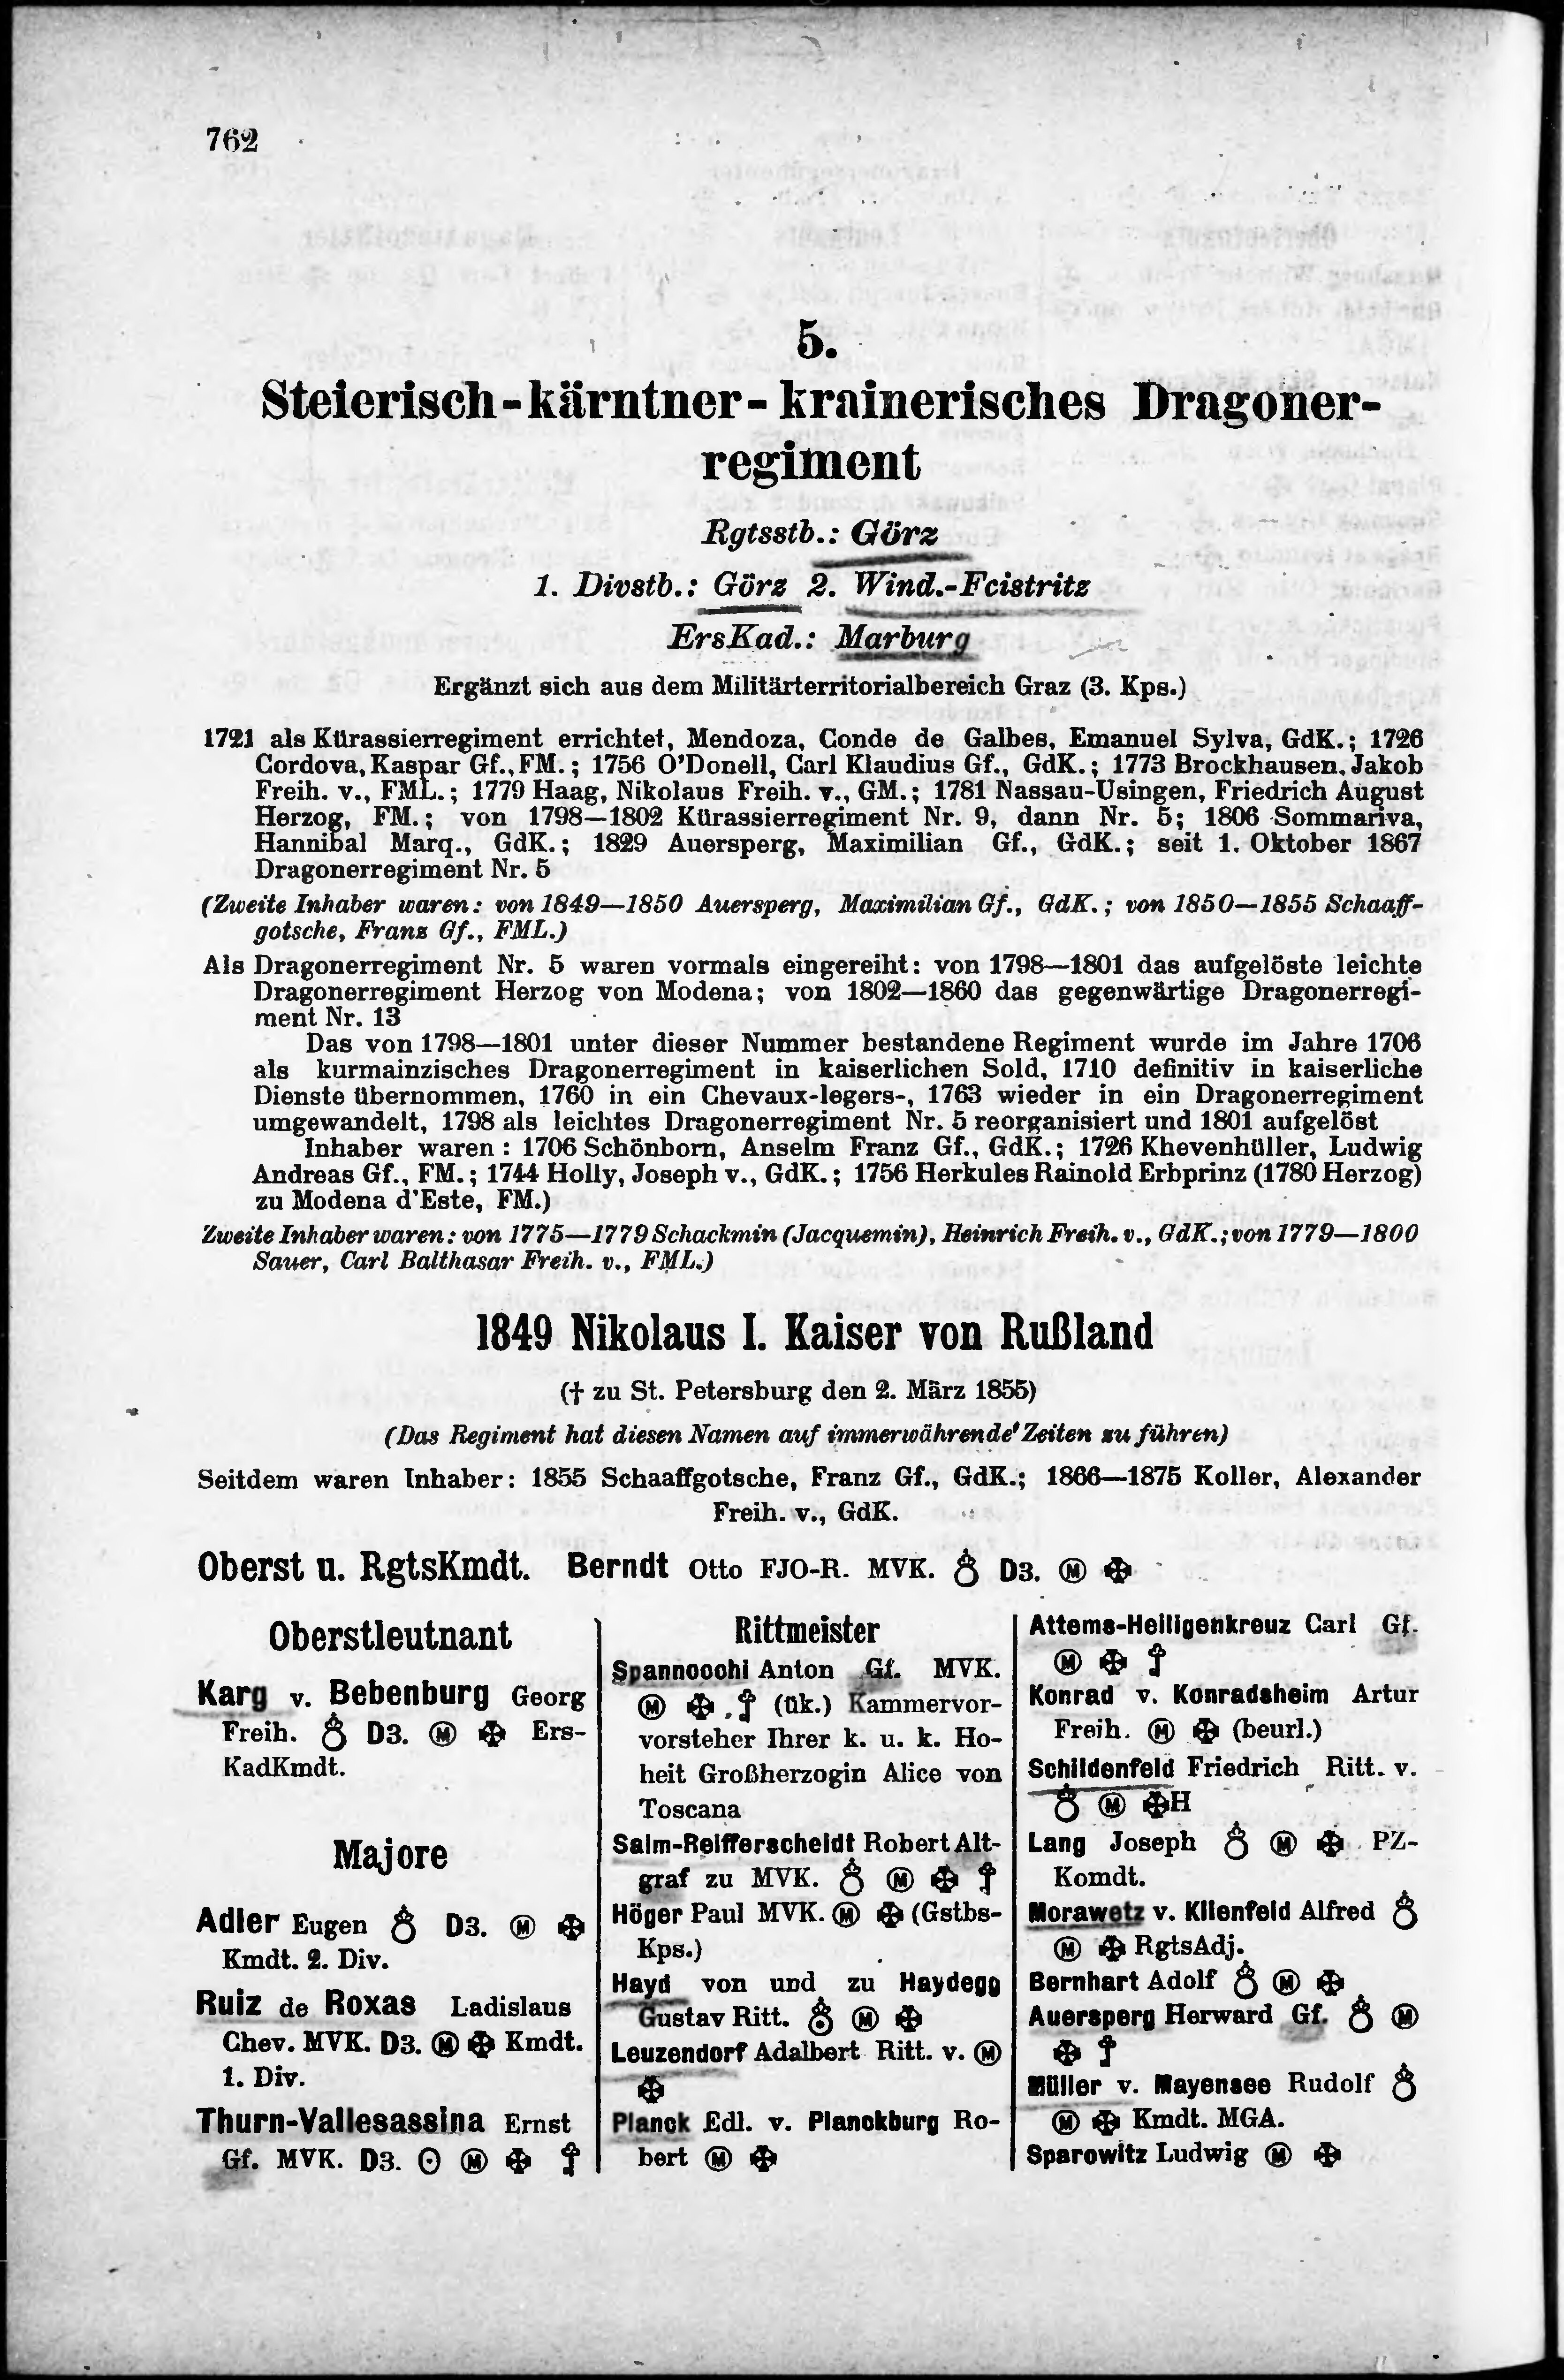 762
5.
Steierisch-kärntner-krainerisches Dragoner-
regiment
Rgtsstb.: Görz
1. Divstb.: Görz 2. Wind.-Fcistritz
ErsKad.: Marburg
Ergänzt sich aus dem Militärterritorialbereich Graz (3. Kps.)
1721 als Kürassierregiment errichtet, Mendoza, Conde de Galbes, Emanuel Sylva, GdK.; 1726
Cordova, Kaspar Gf., FM.; 1756 O'Donell, Carl Klaudius Gf., GdK.; 1773 Brockhausen, Jakob
Freih. v., FML.; 1779 Haag, Nikolaus Freih. v., GM.; 1781 Nassau-Usingen, Friedrich August
Herzog, FM.; von 1798—1802 Kürassierregiment Nr. 9, dann Nr. 5; 1806 Sommariva,
Hannibal Marq., GdK.; 1829 Auersperg, Maximilian Gf., GdK.; seit 1. Oktober 1867
Dragonerregiment Nr. 5
(Zweite Inhaber waren: von 1849—1850 Auersperg, Maximilian Gf., GdK.; von 1850—1855 Schaaff-
gotsche, Franz Gf., FML.)
Als Dragonerregiment Nr. 5 waren vormals eingereiht: von 1798—1801 das aufgelöste leichte
Dragonerregiment Herzog von Modena; von 1802—1860 das gegenwärtige Dragonerregi-
ment Nr. 13
Das von 1798—1801 unter dieser Nummer bestandene Regiment wurde im Jahre 1706
als kurmainzisches Dragonerregiment in kaiserlichen Sold, 1710 definitiv in kaiserliche
Dienste übernommen, 1760 in ein Chevaux-legers-, 1763 wieder in ein Dragonerregiment
umgewandelt, 1798 als leichtes Dragonerregiment Nr. 5 reorganisiert und 1801 aufgelöst
Inhaber waren: 1706 Schönborn, Anselm Franz Gf., GdK.; 1726 Khevenhüller, Ludwig
Andreas Gf., FM.; 1744 Holly, Joseph v., GdK.; 1756 Herkules Rainold Erbprinz (1780 Herzog)
zu Modena d'Este, FM.)
Zweite Inhaber waren: von 1775—1779 Schackmin (Jacquemin), Heinrich Freih. v., GdK.; von 1779—1800
Sauer, Carl Balthasar Freih. v., FML.)
1849 Nikolaus I. Kaiser von Rußland
(† zu St. Petersburg den 2. März 1855)
(Das Regiment hat diesen Namen auf immerwährende Zeiten zu führen)
Seitdem waren Inhaber: 1855 Schaaffgotsche, Franz Gf., GdK.; 1866—1875 Koller, Alexander
Freih. v., GdK.
Oberst u. RgtsKmdt. Berndt Otto FJO-R. MVK. D3. Ⓜ ✠
Oberstleutnant
Karg v. Bebenburg Georg
Freih. D3. Ⓜ ✠ Ers-
KadKmdt.
Majore
Adler Eugen D3. Ⓜ ✠
Kmdt. 2. Div.
Ruiz de Roxas Ladislaus
Chev. MVK. D3. Ⓜ ✠ Kmdt.
1. Div.
Thurn-Vallesassina Ernst
Gf. MVK. D3. ʘ Ⓜ ✠
Rittmeister
Spannocchi Anton Gf. MVK.
Ⓜ ✠ (ük.) Kammervor-
vorsteher Ihrer k. u. k. Ho-
heit Großherzogin Alice von
Toscana
Salm-Reifferscheidt Robert Alt-
graf zu MVK. Ⓜ ✠
Höger Paul MVK. Ⓜ ✠ (Gstbs-
Kps.)
Hayd von und zu Haydegg
Gustav Ritt. Ⓜ ✠
Leuzendorf Adalbert Ritt. v. Ⓜ
✠
Planck Edl. v. Planckburg Ro-
bert Ⓜ ✠
Attems-Heiligenkreuz Carl Gf.
Ⓜ ✠
Konrad v. Konradsheim Artur
Freih. Ⓜ ✠ (beurl.)
Schildenfeld Friedrich Ritt. v.
Ⓜ ✠H
Lang Joseph Ⓜ ✠ PZ-
Komdt.
Morawetz v. Klienfeld Alfred
Ⓜ ✠ RgtsAdj.
Bernhart Adolf Ⓜ ✠
Auersperg Herward Gf. Ⓜ
✠
Müller v. Mayensee Rudolf
Ⓜ ✠ Kmdt. MGA.
Sparowitz Ludwig Ⓜ ✠